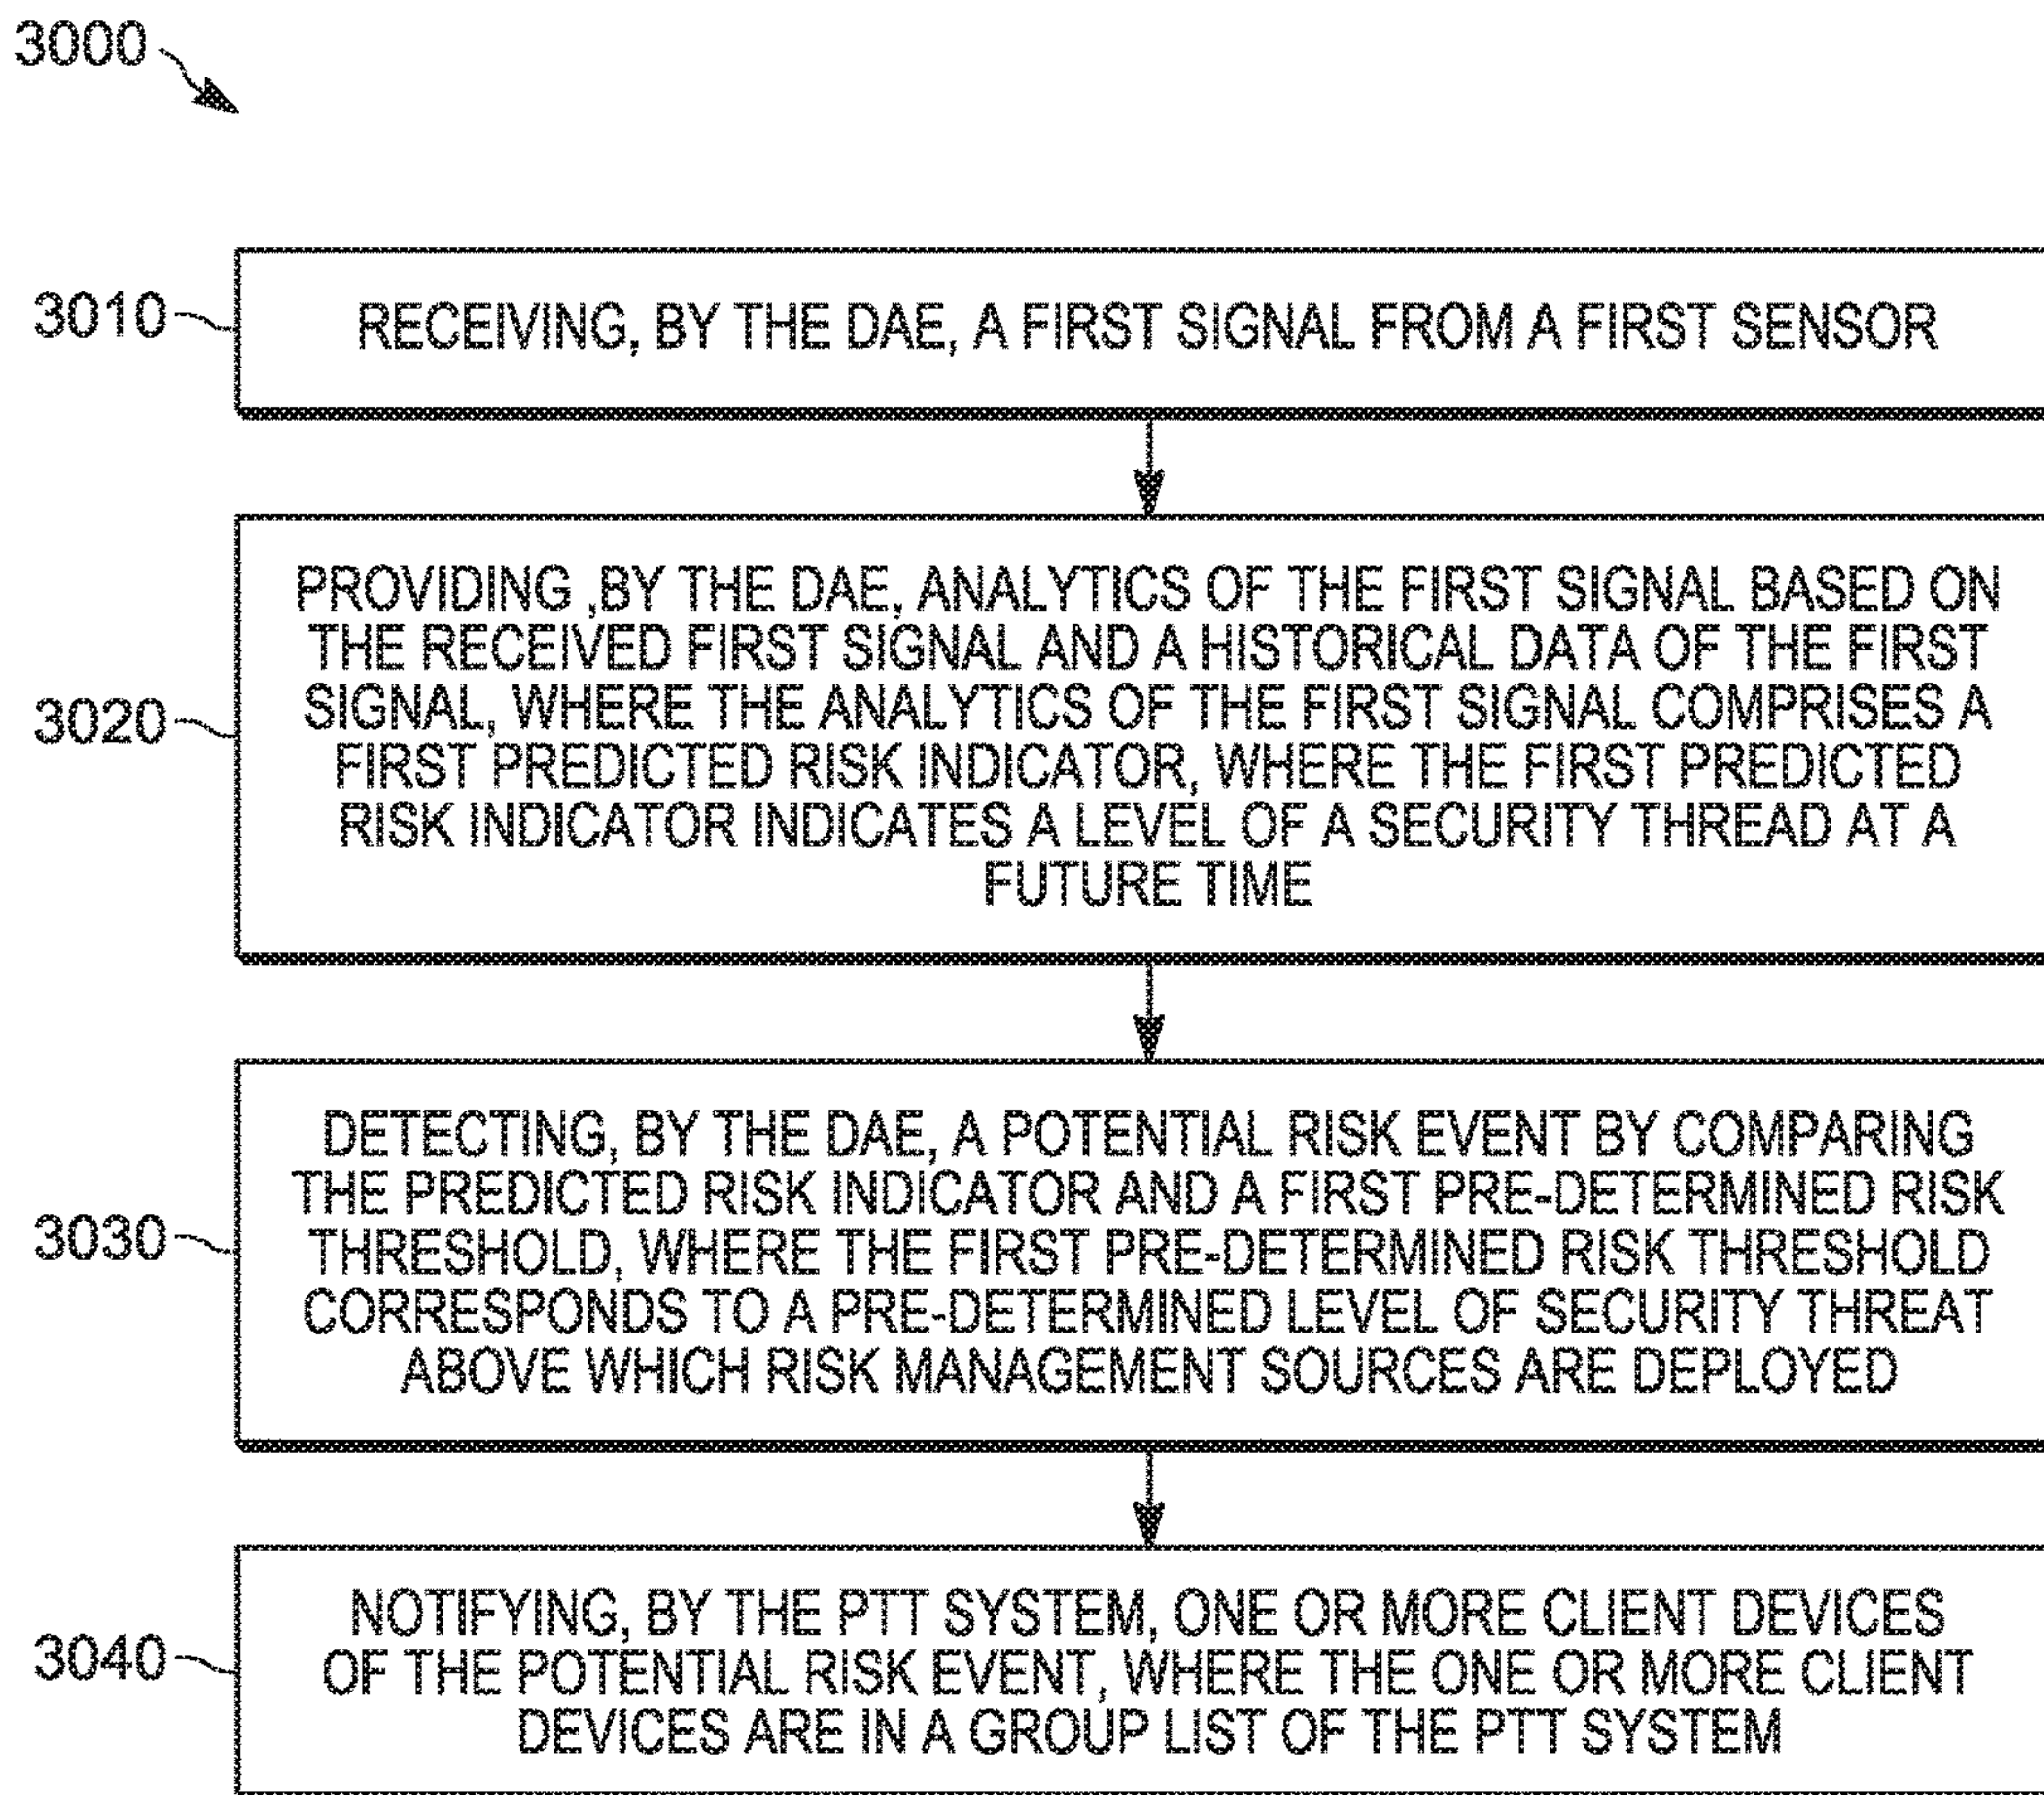 3000
3010
RECEIVING, BY THE DAE, A FIRST SIGNAL FROM A FIRST SENSOR
3020
PROVIDING ,BY THE DAE, ANALYTICS OF THE FIRST SIGNAL BASED ON
THE RECEIVED FIRST SIGNAL AND A HISTORICAL DATA OF THE FIRST
SIGNAL, WHERE THE ANALYTICS OF THE FIRST SIGNAL COMPRISES A
FIRST PREDICTED RISK INDICATOR, WHERE THE FIRST PREDICTED
RISK INDICATOR INDICATES A LEVEL OF A SECURITY THREAD AT A
FUTURE TIME
3030
DETECTING, BY THE DAE, A POTENTIAL RISK EVENT BY COMPARING
THE PREDICTED RISK INDICATOR AND A FIRST PRE-DETERMINED RISK
THRESHOLD, WHERE THE FIRST PRE-DETERMINED RISK THRESHOLD
CORRESPONDS TO A PRE-DETERMINED LEVEL OF SECURITY THREAT
ABOVE WHICH RISK MANAGEMENT SOURCES ARE DEPLOYED
3040
NOTIFYING, BY THE PTT SYSTEM, ONE OR MORE CLIENT DEVICES
OF THE POTENTIAL RISK EVENT, WHERE THE ONE OR MORE CLIENT
DEVICES ARE IN A GROUP LIST OF THE PTT SYSTEM